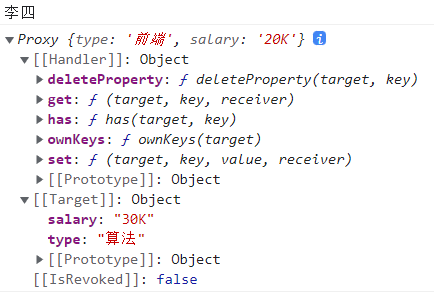 李四
Proxy {type: '前端', salary: '20K'} i
[[Handler]]: Object
deleteProperty: ƒ deleteProperty(target, key)
get: ƒ (target, key, receiver)
has: ƒ has(target, key)
ownKeys: ƒ ownKeys(target)
set: ƒ (target, key, value, receiver)
[[Prototype]]: Object
[[Target]]: Object
salary: "30K"
type: "算法"
[[Prototype]]: Object
[[IsRevoked]]: false